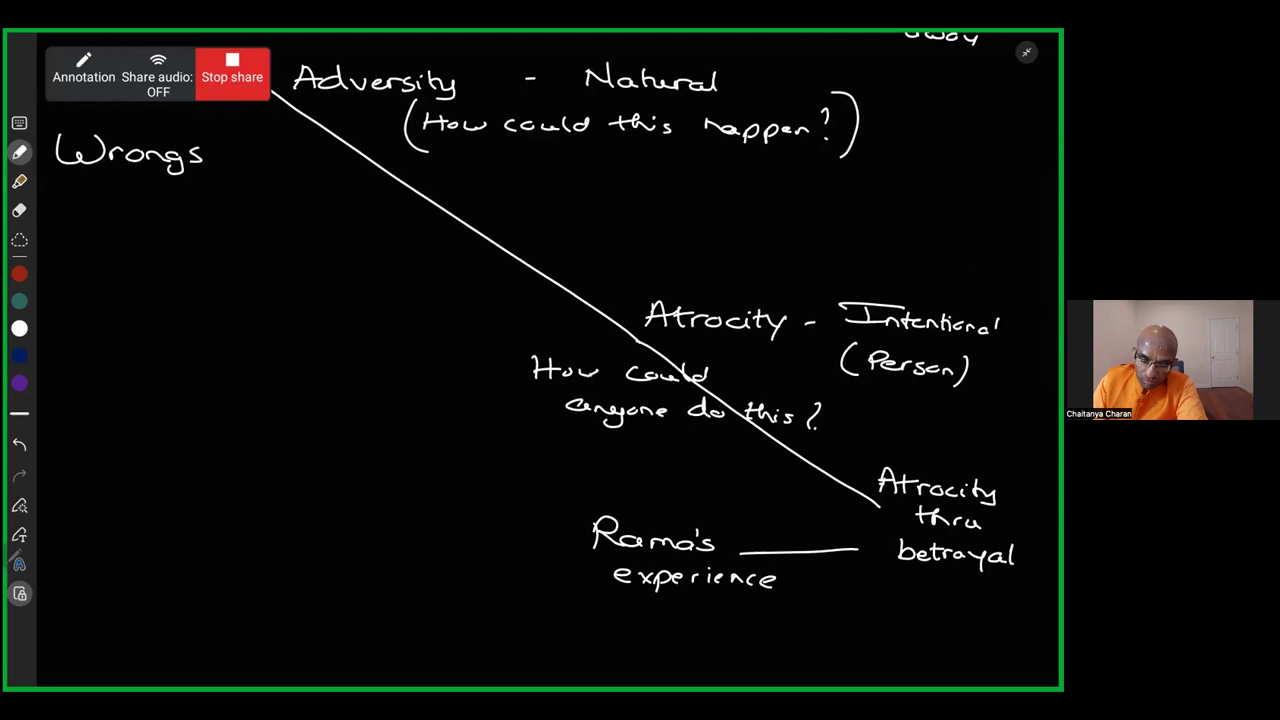 away
Annotation
Share audio: OFF
Stop share
Adversity - Natural
(How could this happen?)
Wrongs
Atrocity - Intentional
(Person)
How could
anyone do this?
Atrocity
thru
betrayal
Rama's
experience
Chaitanya Charan